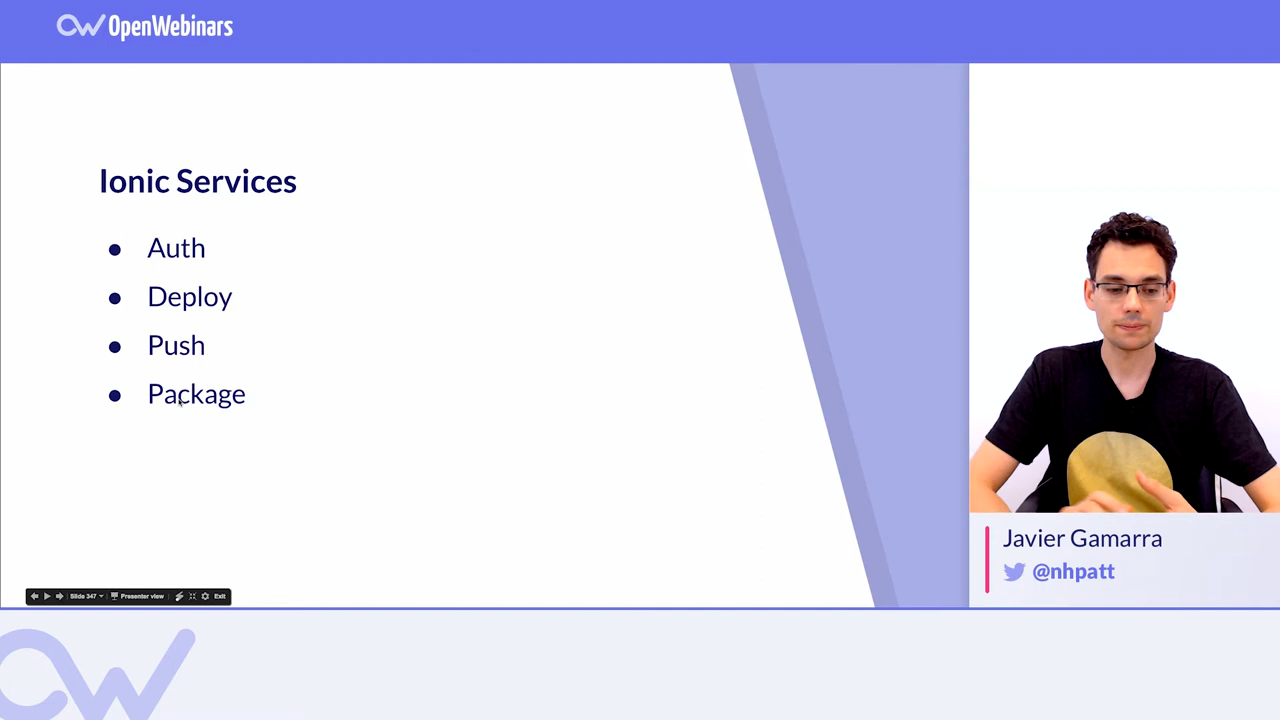 OpenWebinars
Ionic Services
● Auth
● Deploy
● Push
● Package
Javier Gamarra
@nhpatt
Slide 347
Presenter view
Exit